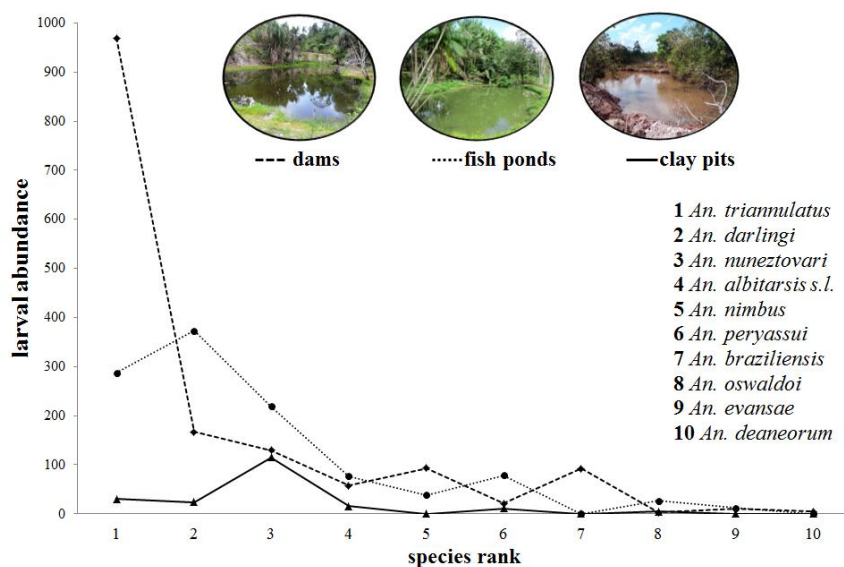 1000
900
800
700
600
500
400
300
200
100
0
larval abundance
dams
fish ponds
clay pits
1 An. triannulatus
2 An. darlingi
3 An. nuneztovari
4 An. albitarsis s.l.
5 An. nimbus
6 An. peryassui
7 An. braziliensis
8 An. oswaldoi
9 An. evansae
10 An. deaneorum
1 2 3 4 5 6 7 8 9 10
species rank